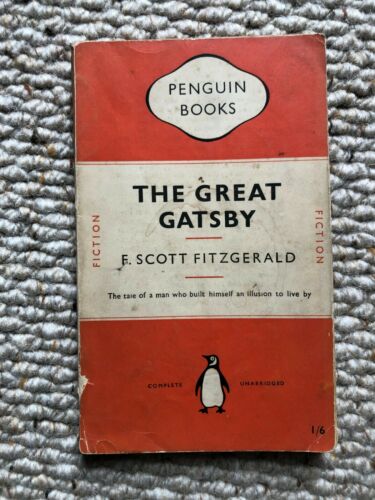 PENGUIN
BOOKS
THE GREAT
GATSBY
FICTION
FICTION
F. SCOTT FITZGERALD
The tale of a man who built himself an illusion to live by
COMPLETE UNABRIDGED
1/6